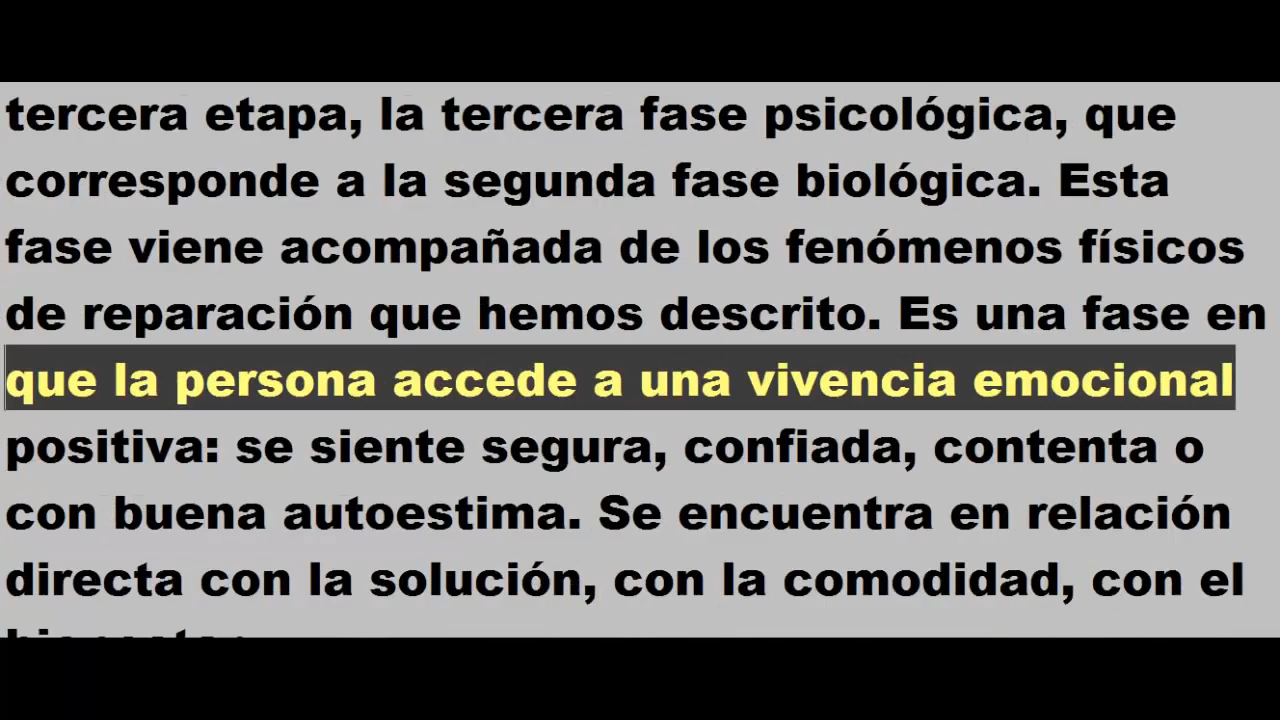 tercera etapa, la tercera fase psicológica, que
corresponde a la segunda fase biológica. Esta
fase viene acompañada de los fenómenos físicos
de reparación que hemos descrito. Es una fase en
que la persona accede a una vivencia emocional
positiva: se siente segura, confiada, contenta o
con buena autoestima. Se encuentra en relación
directa con la solución, con la comodidad, con el